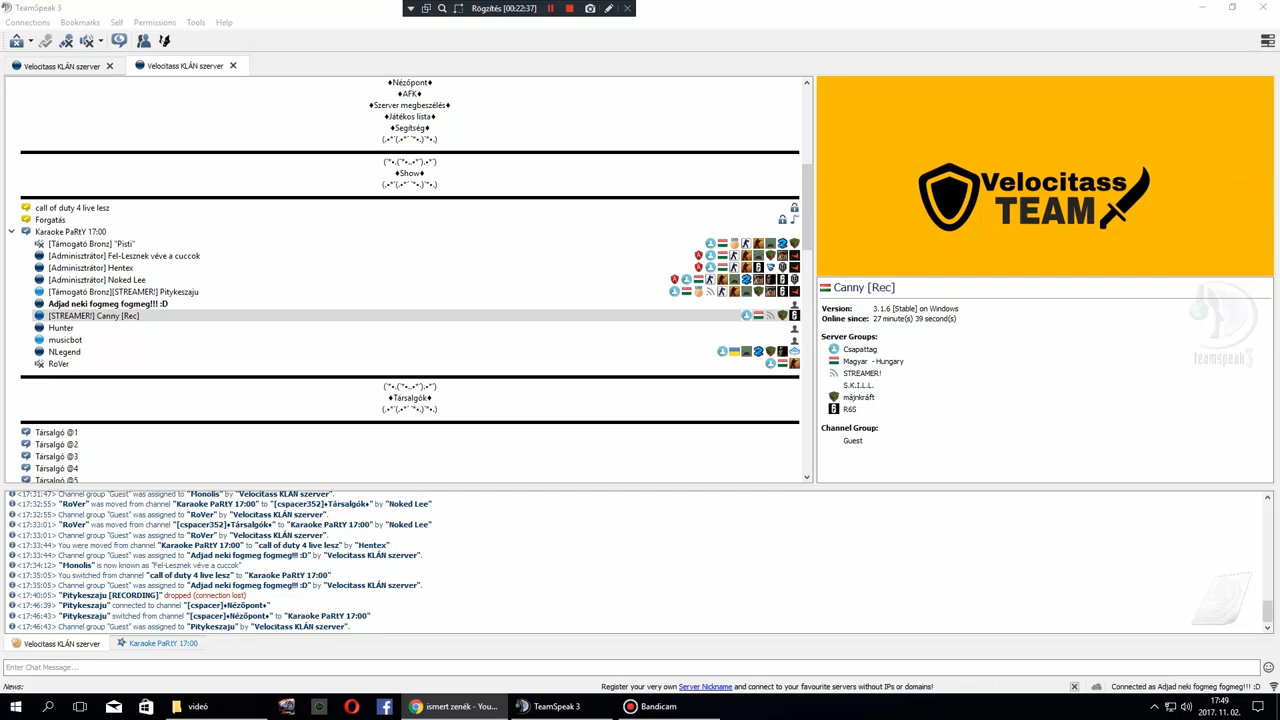 TeamSpeak 3
Rögzítés [00:22:37]
Connections Bookmarks Self Permissions Tools Help
Velocitass KLÁN szerver
Velocitass KLÁN szerver
♦Nézőpont♦
♦AFK♦
♦Szerver megbeszélés♦
♦Játékos lista♦
♦Segítség♦
♦Show♦
call of duty 4 live lesz
Forgatás
Karaoke PaRtY 17:00
[Támogató Bronz] "Pisti"
[Adminisztrátor] Fel-Lesznek véve a cuccok
[Adminisztrátor] Hentex
[Adminisztrátor] Noked Lee
[Támogató Bronz][STREAMER!] Pitykeszaju
Adjad neki fogmeg fogmeg!!! :D
[STREAMER!] Canny [Rec]
Hunter
musicbot
NLegend
RoVer
♦Társalgók♦
Társalgó @1
Társalgó @2
Társalgó @3
Társalgó @4
Társalgó @5
Velocitass
TEAM
Canny [Rec]
Version: 3.1.6 [Stable] on Windows
Online since: 27 minute(s) 39 second(s)
Server Groups:
Csapattag
Magyar - Hungary
STREAMER!
S.K.I.L.L.
májnkráft
R6S
Channel Group:
Guest
teamspeak3
<17:31:47> Channel group "Guest" was assigned to "Monolis" by "Velocitass KLÁN szerver".
<17:32:55> "RoVer" was moved from channel "Karaoke PaRtY 17:00" to "[cspacer352]♦Társalgók♦" by "Noked Lee"
<17:32:55> Channel group "Guest" was assigned to "RoVer" by "Velocitass KLÁN szerver".
<17:33:01> "RoVer" was moved from channel "[cspacer352]♦Társalgók♦" to "Karaoke PaRtY 17:00" by "Noked Lee"
<17:33:01> Channel group "Guest" was assigned to "RoVer" by "Velocitass KLÁN szerver".
<17:33:44> You were moved from channel "Karaoke PaRtY 17:00" to "call of duty 4 live lesz" by "Hentex"
<17:33:44> Channel group "Guest" was assigned to "Adjad neki fogmeg fogmeg!!! :D" by "Velocitass KLÁN szerver".
<17:34:12> "Monolis" is now known as "Fel-Lesznek véve a cuccok"
<17:35:05> You switched from channel "call of duty 4 live lesz" to "Karaoke PaRtY 17:00"
<17:35:05> Channel group "Guest" was assigned to "Adjad neki fogmeg fogmeg!!! :D" by "Velocitass KLÁN szerver".
<17:40:05> "Pitykeszaju [RECORDING]" dropped (connection lost)
<17:46:39> "Pitykeszaju" connected to channel "[cspacer]♦Nézőpont♦"
<17:46:43> "Pitykeszaju" switched from channel "[cspacer]♦Nézőpont♦" to "Karaoke PaRtY 17:00"
<17:46:43> Channel group "Guest" was assigned to "Pitykeszaju" by "Velocitass KLÁN szerver".
Velocitass KLÁN szerver
Karaoke PaRtY 17:00
Enter Chat Message...
News:
Register your very own Server Nickname and connect to your favourite servers without IPs or domains!
Connected as Adjad neki fogmeg fogmeg!!! :D
videó
ismert zenék - You...
TeamSpeak 3
Bandicam
17:49
2017. 11. 02.